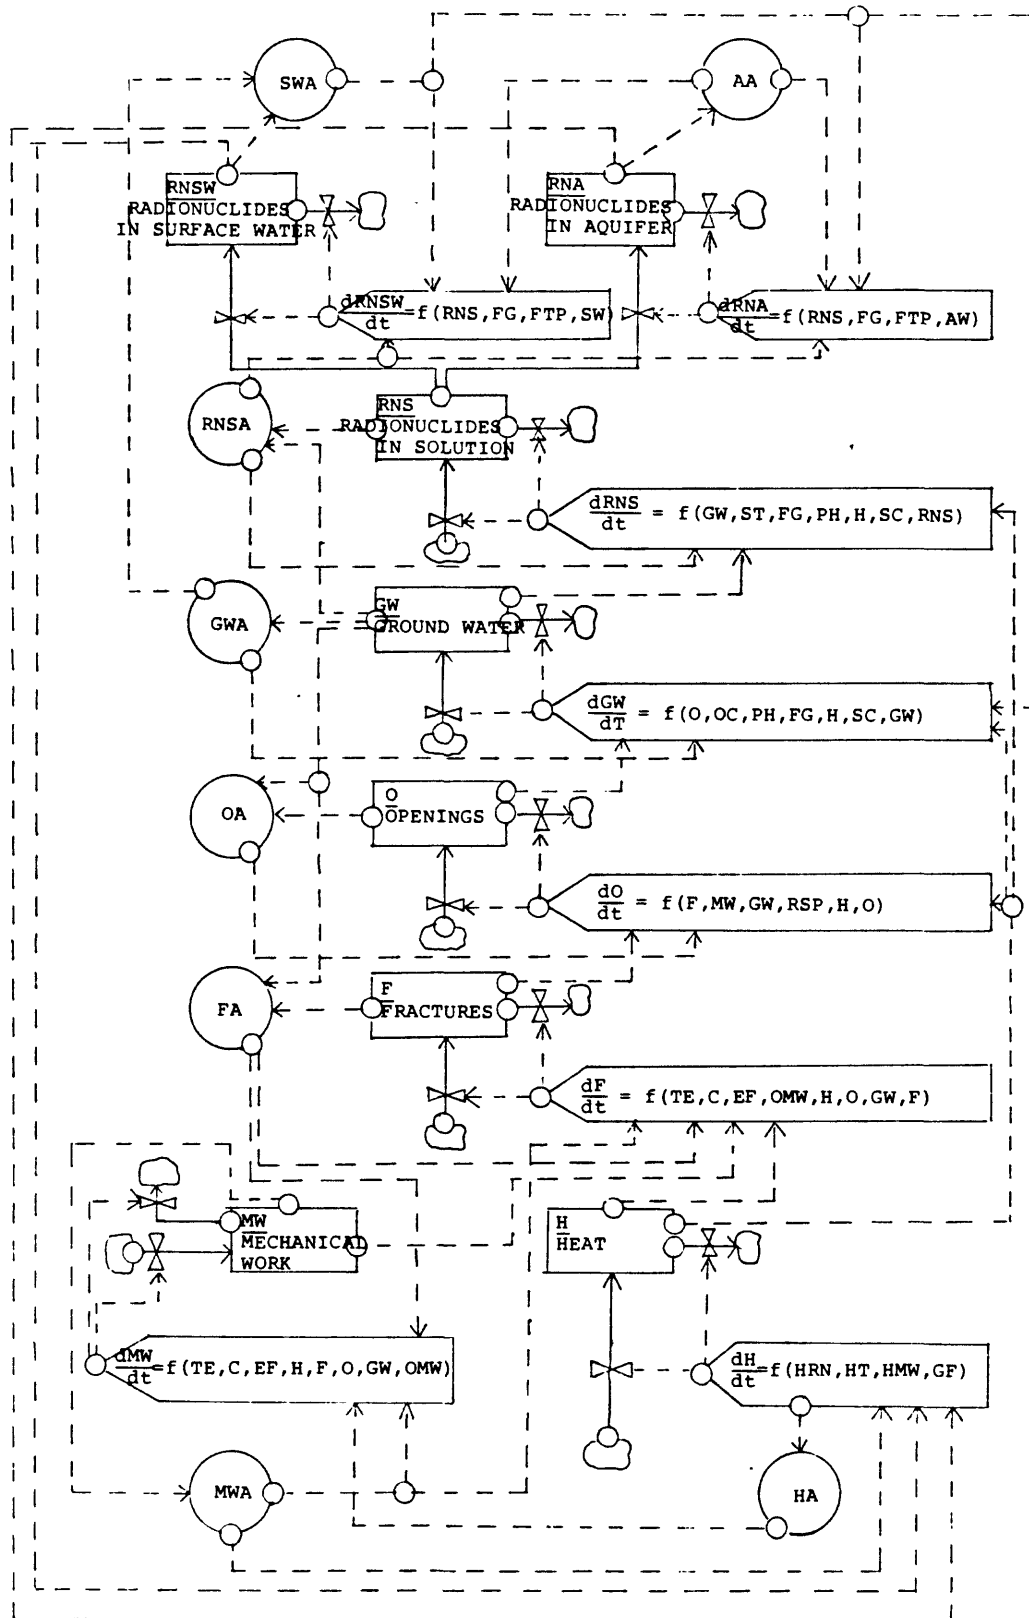 SWA
AA
RNSW
RADIONUCLIDES
IN SURFACE WATER
RNA
RADIONUCLIDES
IN AQUIFER
dRNSW
dt
=f(RNS,FG,FTP,SW)
dRNA
dt
=f(RNS,FG,FTP,AW)
RNSA
RNS
RADIONUCLIDES
IN SOLUTION
dRNS
dt
= f(GW,ST,FG,PH,H,SC,RNS)
GWA
GW
GROUND WATER
dGW
dT
= f(O,OC,PH,FG,H,SC,GW)
OA
O
OPENINGS
dO
dt
= f(F,MW,GW,RSP,H,O)
FA
F
FRACTURES
dF
dt
= f(TE,C,EF,OMW,H,O,GW,F)
MW
MECHANICAL
WORK
H
HEAT
dMW
dt
=f(TE,C,EF,H,F,O,GW,OMW)
dH
dt
=f(HRN,HT,HMW,GF)
MWA
HA